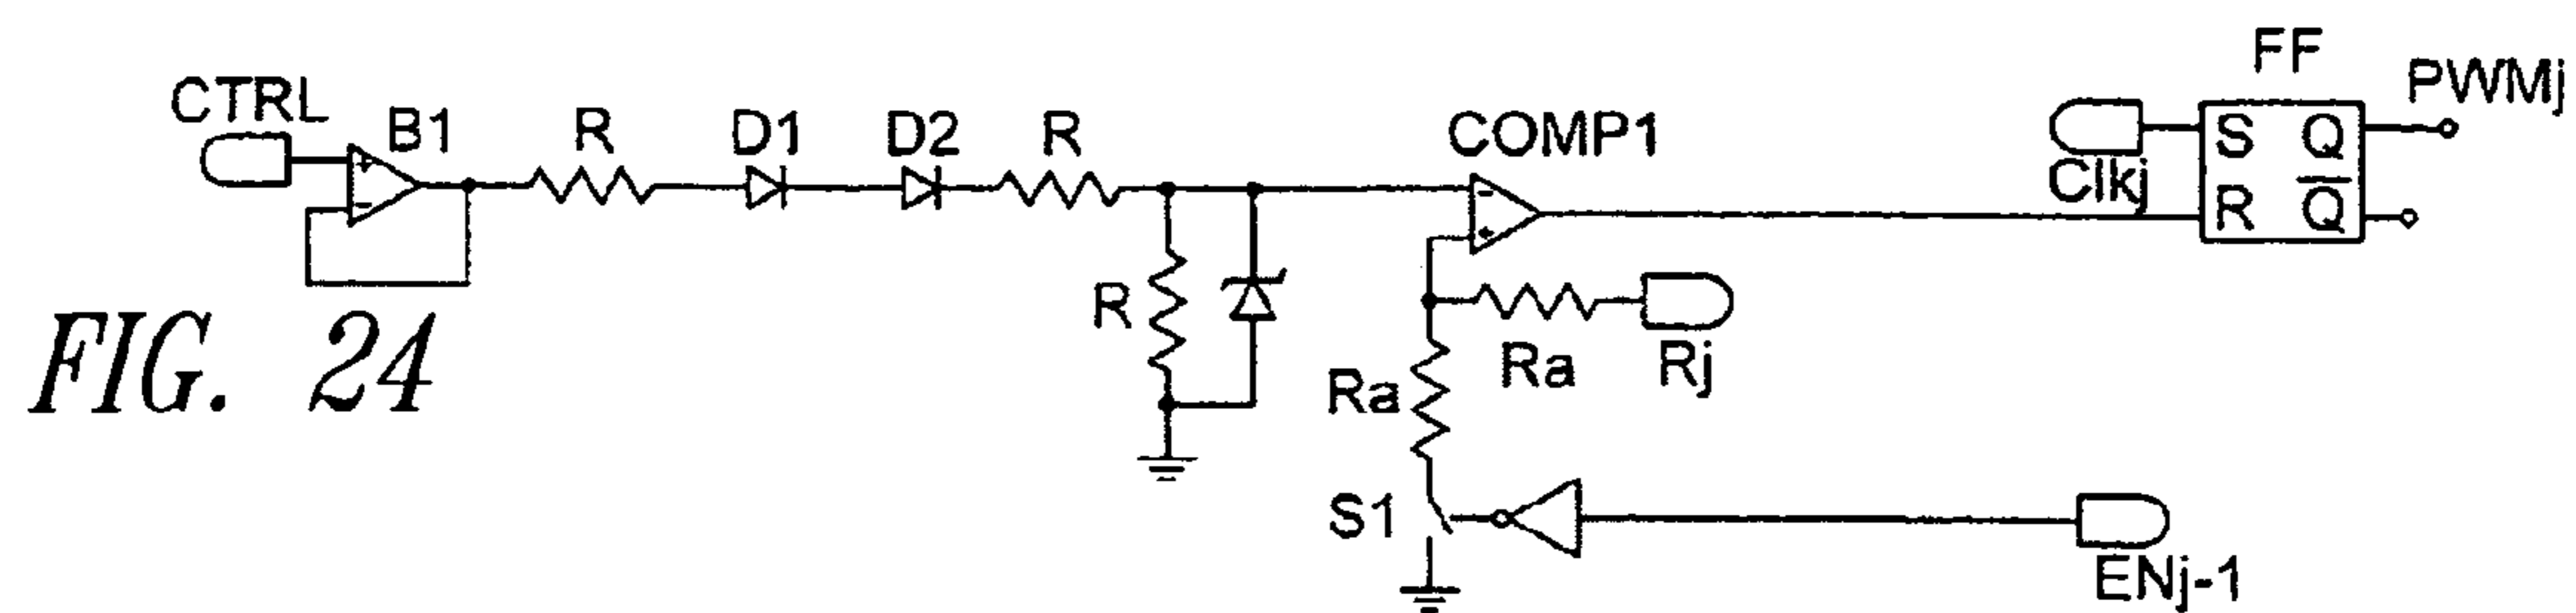 FF
CTRL
B1
R
D1
D2
R
COMP1
PWMj
S Q
Clkj
R Q̅
+
-
-
+
R
Ra
Rj
Ra
S1
ENj-1
FIG. 24